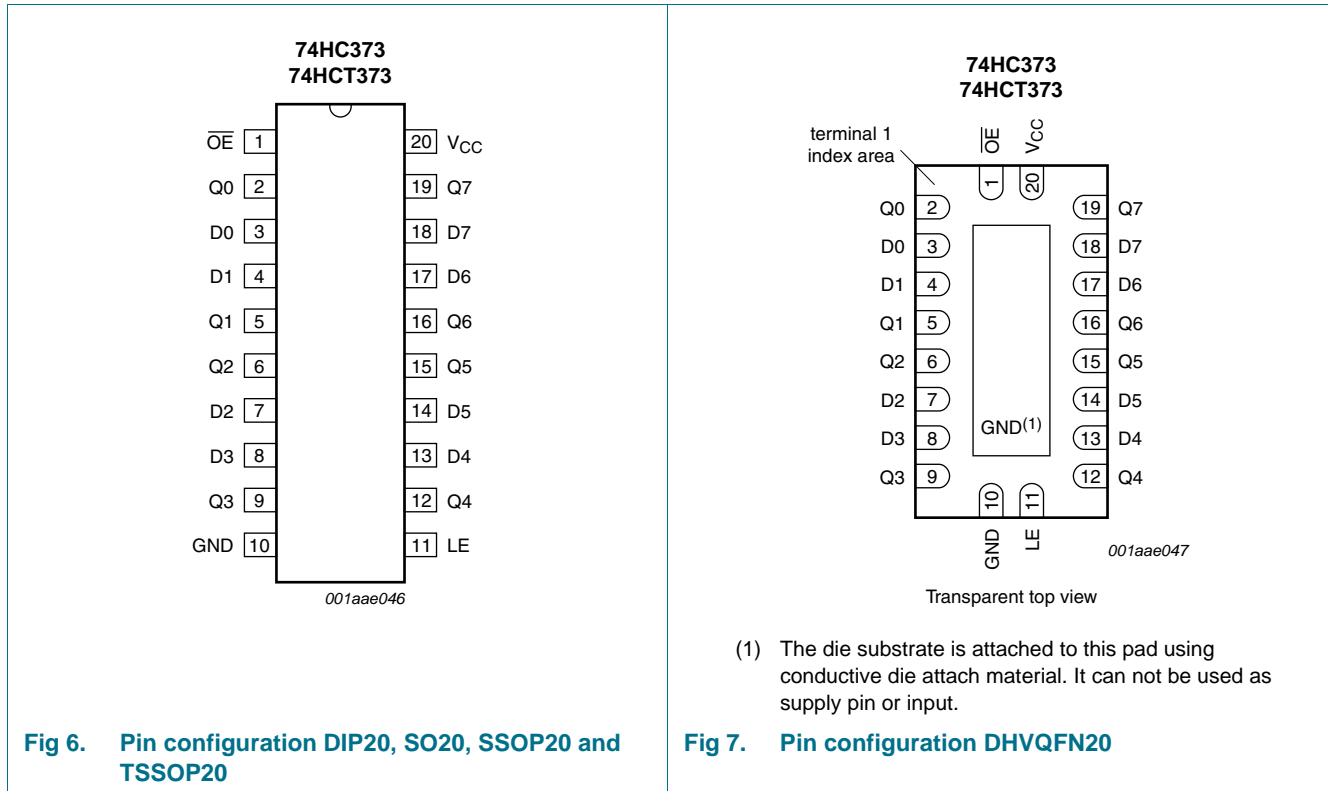 74HC373
74HCT373
OE 1
20 VCC
Q0 2
19 Q7
D0 3
18 D7
D1 4
17 D6
Q1 5
16 Q6
Q2 6
15 Q5
D2 7
14 D5
D3 8
13 D4
Q3 9
12 Q4
GND 10
11 LE
001aae046
Fig 6. Pin configuration DIP20, SO20, SSOP20 and
TSSOP20
74HC373
74HCT373
terminal 1
index area
OE
VCC
1
20
Q0 2
19 Q7
D0 3
18 D7
D1 4
17 D6
Q1 5
16 Q6
Q2 6
15 Q5
D2 7
14 D5
D3 8
GND(1)
13 D4
Q3 9
12 Q4
10
11
GND
LE
001aae047
Transparent top view
(1) The die substrate is attached to this pad using
conductive die attach material. It can not be used as
supply pin or input.
Fig 7. Pin configuration DHVQFN20